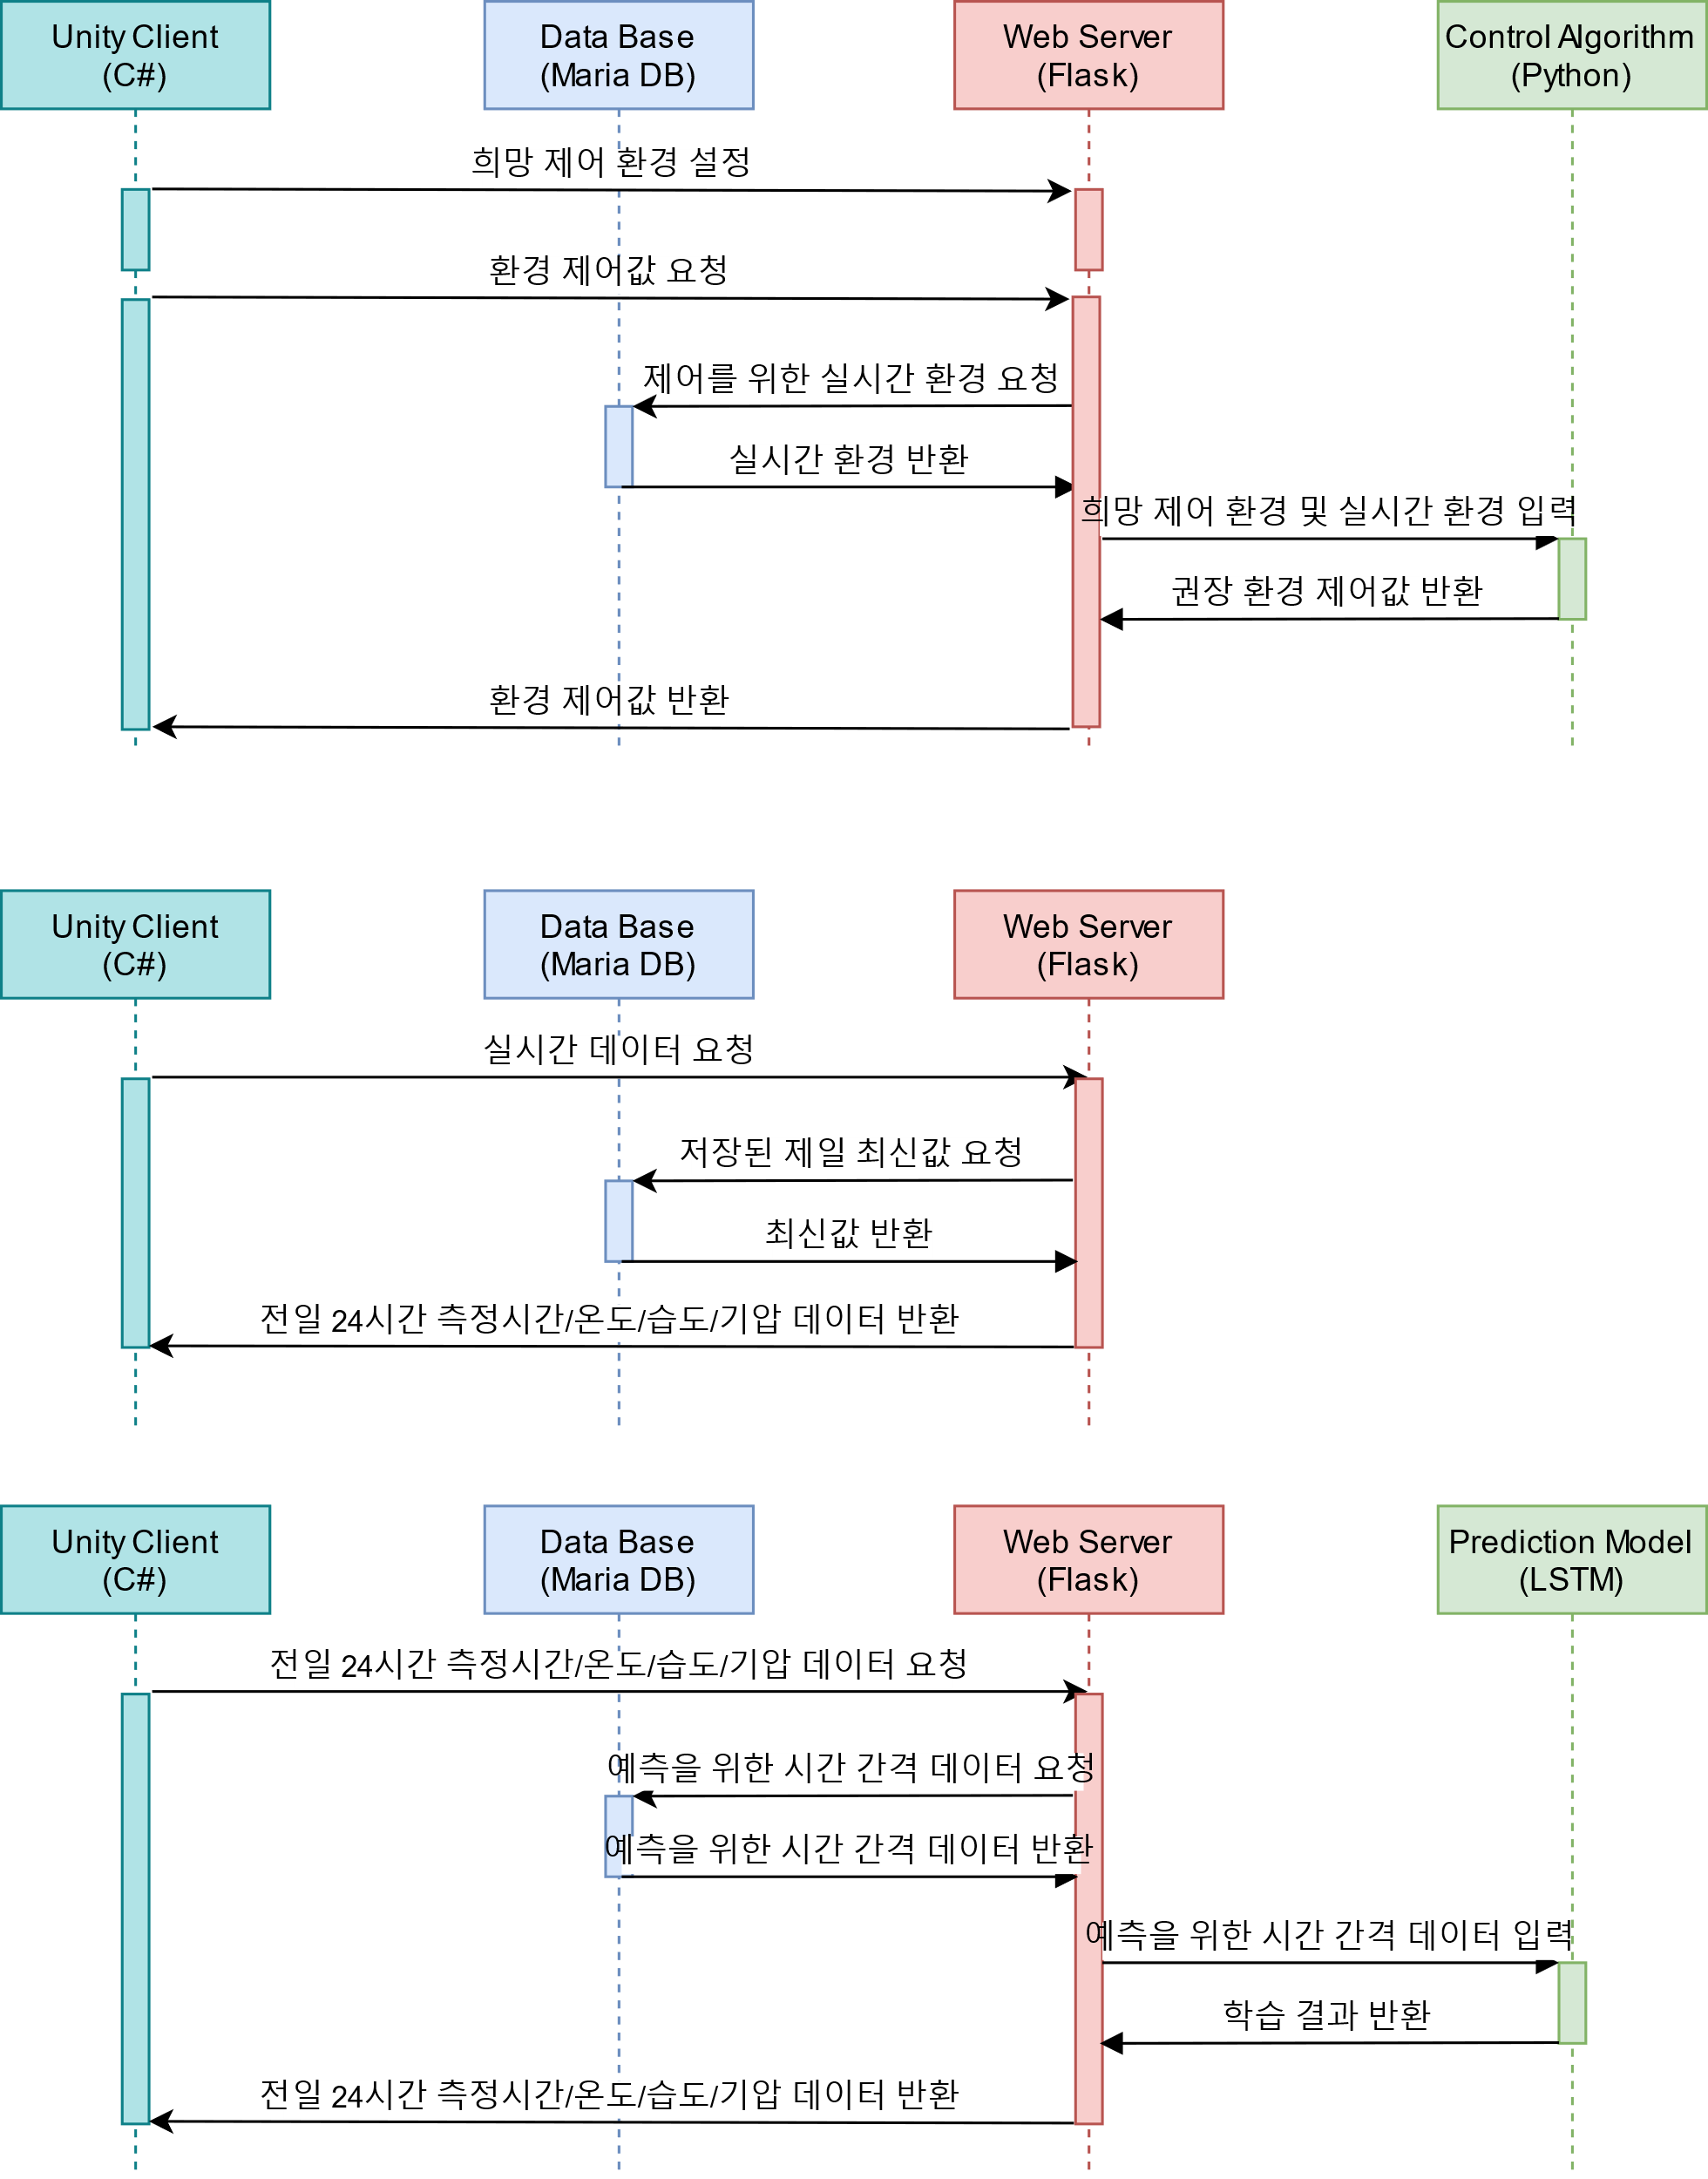 Unity Client
(C#)
Data Base
(Maria DB)
Web Server
(Flask)
Control Algorithm
(Python)
희망 제어 환경 설정
환경 제어값 요청
제어를 위한 실시간 환경 요청
실시간 환경 반환
희망 제어 환경 및 실시간 환경 입력
권장 환경 제어값 반환
환경 제어값 반환
Unity Client
(C#)
Data Base
(Maria DB)
Web Server
(Flask)
실시간 데이터 요청
저장된 제일 최신값 요청
최신값 반환
전일 24시간 측정시간/온도/습도/기압 데이터 반환
Unity Client
(C#)
Data Base
(Maria DB)
Web Server
(Flask)
Prediction Model
(LSTM)
전일 24시간 측정시간/온도/습도/기압 데이터 요청
예측을 위한 시간 간격 데이터 요청
예측을 위한 시간 간격 데이터 반환
예측을 위한 시간 간격 데이터 입력
학습 결과 반환
전일 24시간 측정시간/온도/습도/기압 데이터 반환